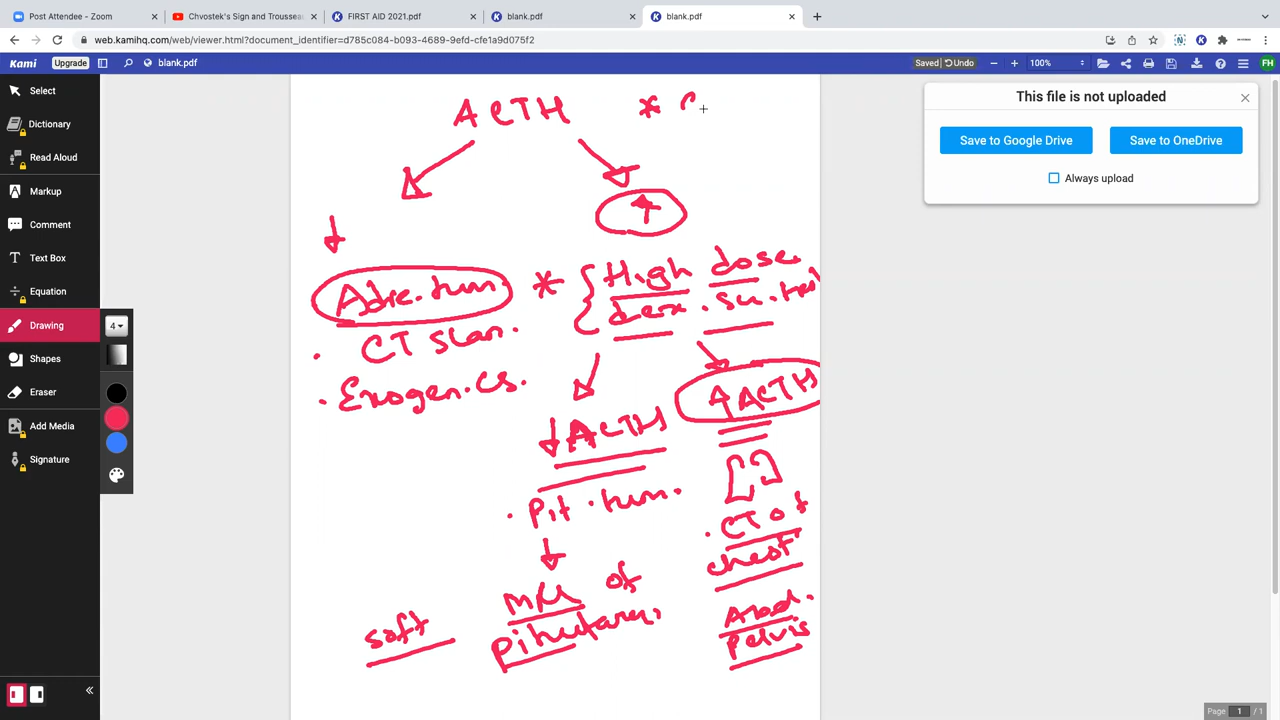 Post Attendee - Zoom
Chvostek's Sign and Trousseau
FIRST AID 2021.pdf
blank.pdf
blank.pdf
web.kamihq.com/web/viewer.html?document_identifier=d785c084-b093-4689-9efd-cfe1a9d075f2
Kami
Upgrade
blank.pdf
Saved
Undo
100%
FH
Select
Dictionary
Read Aloud
Markup
Comment
Text Box
Equation
Drawing
Shapes
Eraser
Add Media
Signature
4
This file is not uploaded
Save to Google Drive
Save to OneDrive
Always upload
ACTH *
Adre.tum.
* { High dose
dex. su. test
CT scan.
Exogen.cs.
↓ ACTH
↑ ACTH
Pit. tum.
CT of
chest
MRI of
pituitary
Abd.
Pelvis
soft
Page 1 / 1